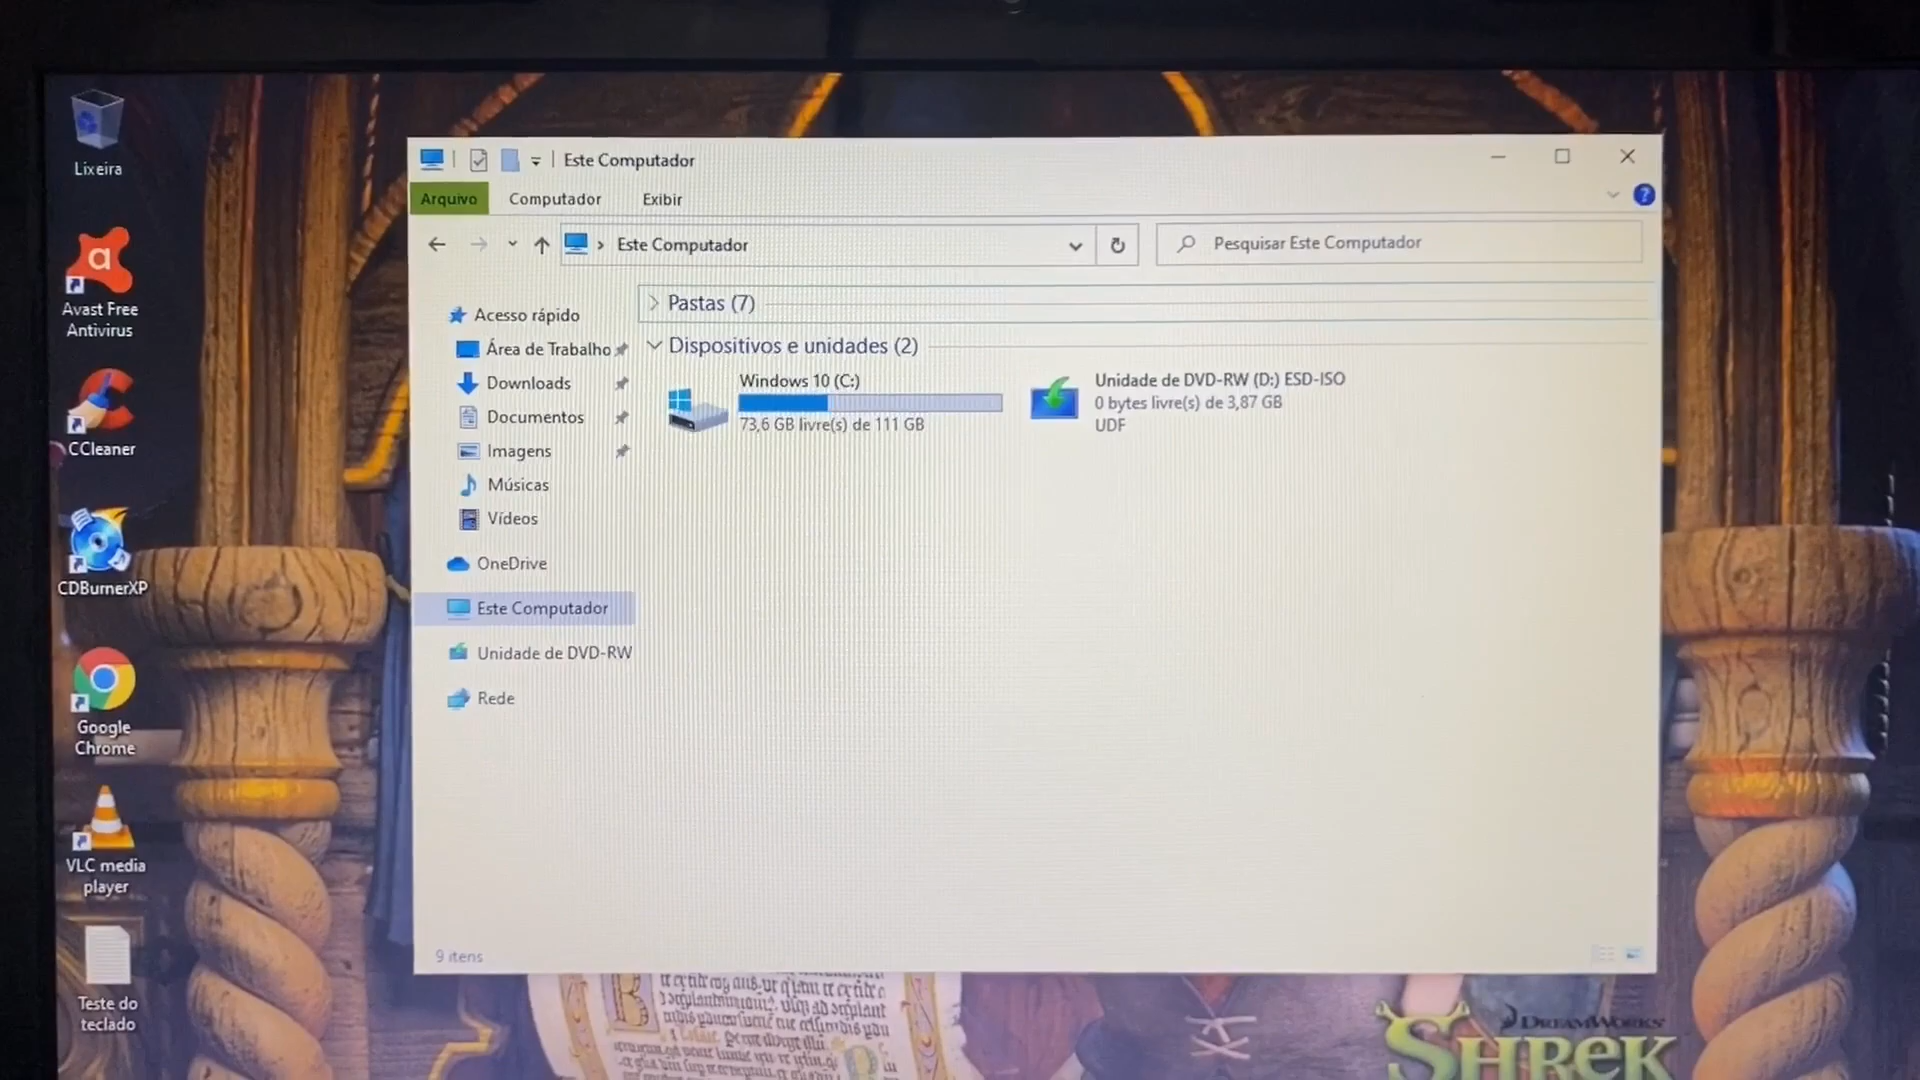 Lixeira
Avast Free
Antivirus
CCleaner
CDBurnerXP
Google
Chrome
VLC media
player
Teste do
teclado
Este Computador
Arquivo
Computador
Exibir
Este Computador
Pesquisar Este Computador
Acesso rápido
Área de Trabalho
Downloads
Documentos
Imagens
Músicas
Vídeos
OneDrive
Este Computador
Unidade de DVD-RW
Rede
Pastas (7)
Dispositivos e unidades (2)
Windows 10 (C:)
73,6 GB livre(s) de 111 GB
Unidade de DVD-RW (D:) ESD-ISO
0 bytes livre(s) de 3,87 GB
UDF
9 itens
DREAMWORKS
SHREK